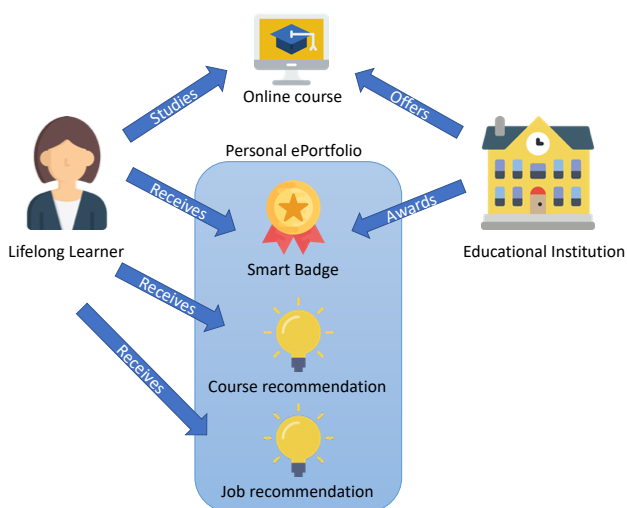 Online course
Studies
Offers
Personal ePortfolio
Receives
Awards
Lifelong Learner
Smart Badge
Educational Institution
Receives
Receives
Course recommendation
Job recommendation